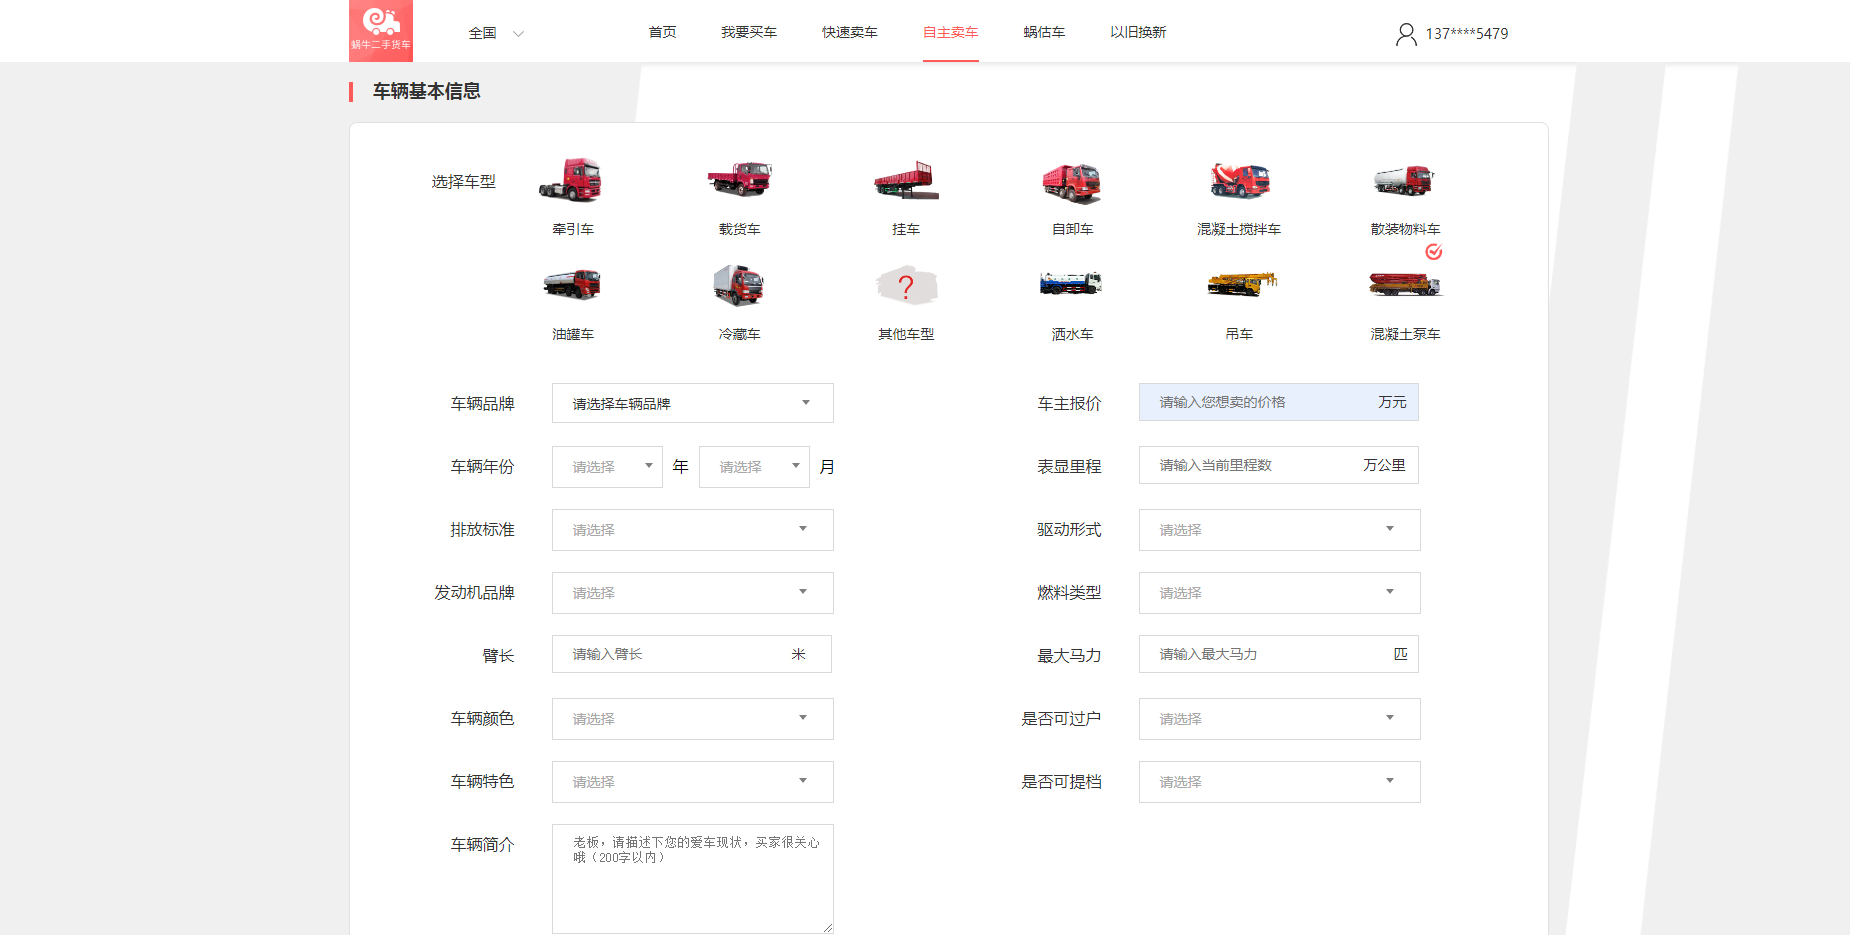 蜗牛二手货车
全国
首页
我要买车
快速卖车
自主卖车
蜗估车
以旧换新
137****5479
车辆基本信息
选择车型
牵引车
载货车
挂车
自卸车
混凝土搅拌车
散装物料车
?
油罐车
冷藏车
其他车型
洒水车
吊车
混凝土泵车
车辆品牌
请选择车辆品牌
车主报价
请输入您想卖的价格
万元
车辆年份
请选择
年
请选择
月
表显里程
请输入当前里程数
万公里
排放标准
请选择
驱动形式
请选择
发动机品牌
请选择
燃料类型
请选择
臂长
请输入臂长
米
最大马力
请输入最大马力
匹
车辆颜色
请选择
是否可过户
请选择
车辆特色
请选择
是否可提档
请选择
车辆简介
老板，请描述下您的爱车现状，买家很关心
哦（200字以内）